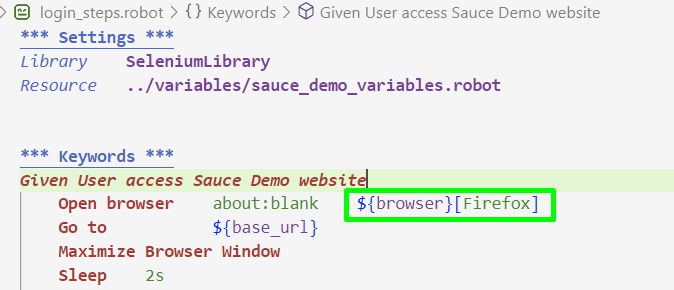 login_steps.robot > {} Keywords > Given User access Sauce Demo website
*** Settings ***
Library    SeleniumLibrary
Resource   ../variables/sauce_demo_variables.robot
*** Keywords ***
Given User access Sauce Demo website
Open browser    about:blank    ${browser}[Firefox]
Go to    ${base_url}
Maximize Browser Window
Sleep   2s